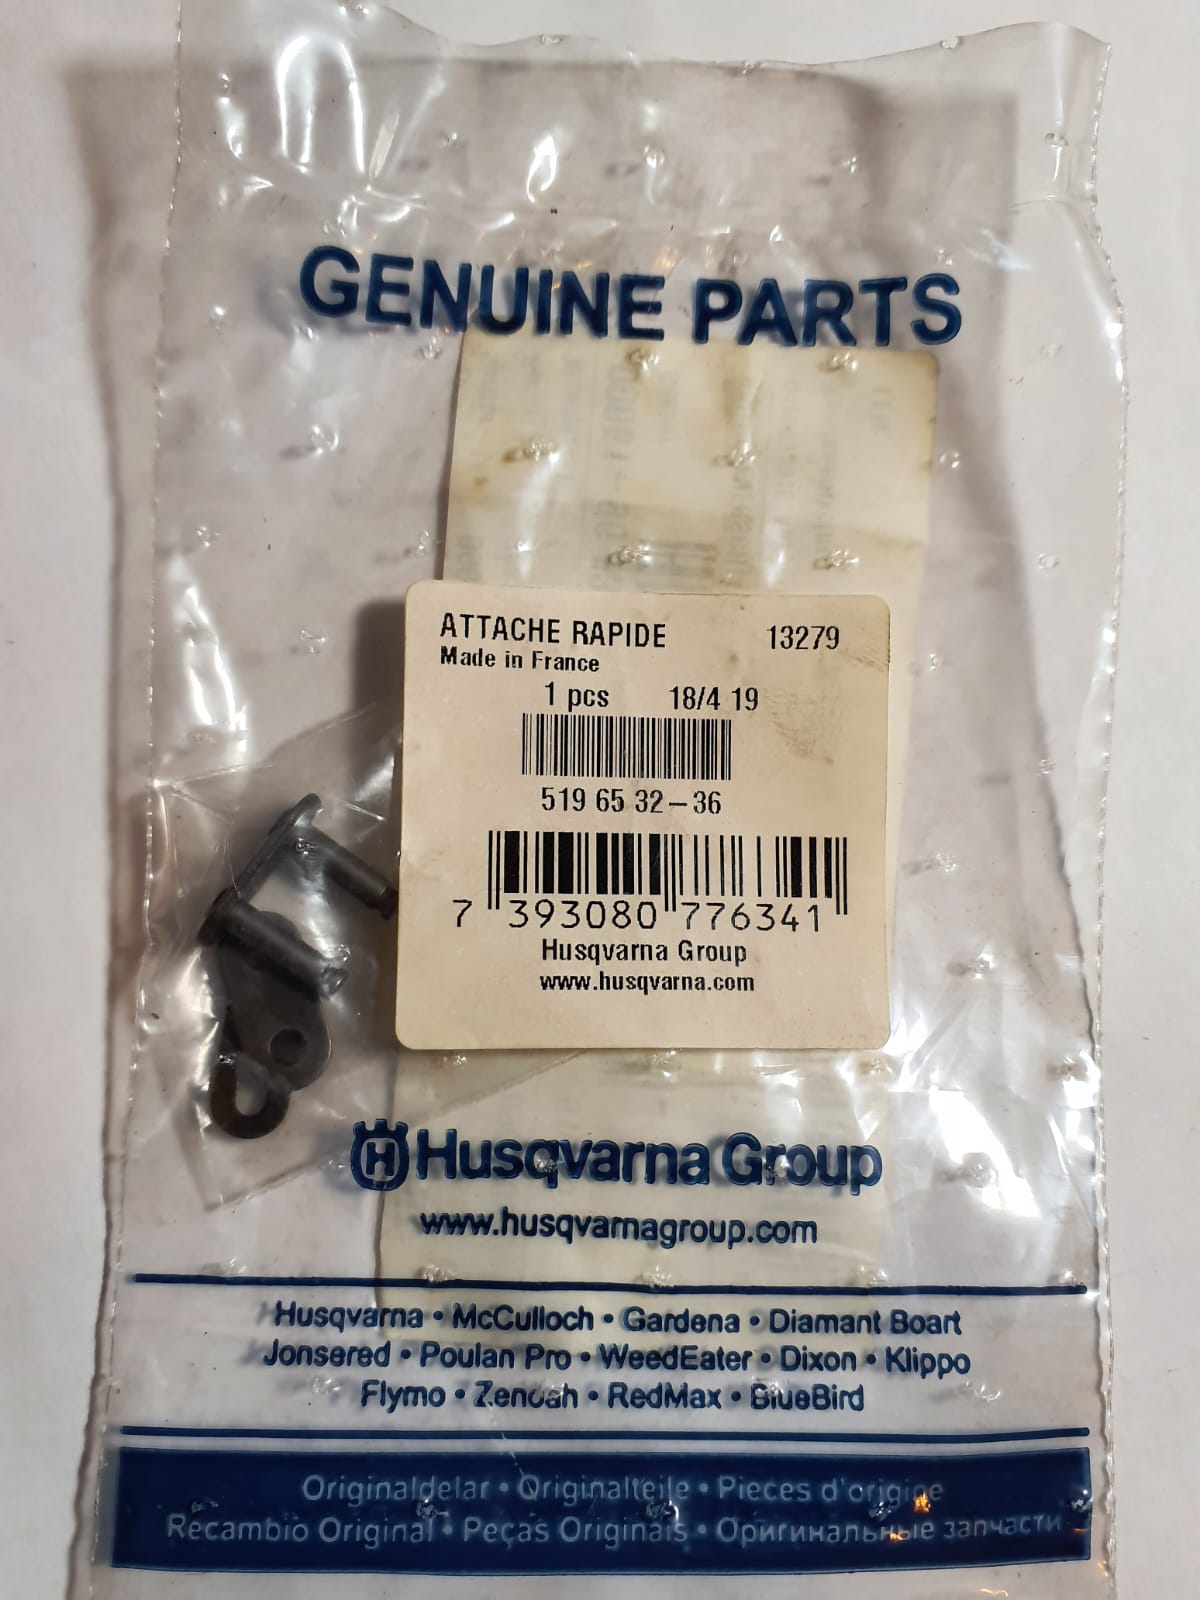 GENUINE PARTS
ATTACHE RAPIDE 13279
Made in France
1 pcs 18/4 19
519 65 32-36
7 393080 776341
Husqvarna Group
www.husqvarna.com
H Husqvarna Group
www.husqvarnagroup.com
Husqvarna • McCulloch • Gardena • Diamant Boart
Jonsered • Poulan Pro • WeedEater • Dixon • Klippo
Flymo • Zenoah • RedMax • BlueBird
Originaldelar • Originalteile • Pieces d'origine
Recambio Original • Peças Originais • Оригинальные запчасти